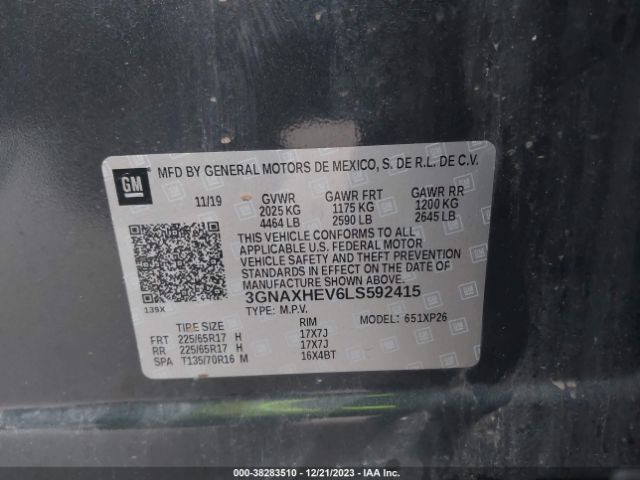 MFD BY GENERAL MOTORS DE MEXICO, S. DE R.L. DE C.V.
GM
11/19 GVWR GAWR FRT GAWR RR
2025 KG 1175 KG 1200 KG
4464 LB 2590 LB 2645 LB
THIS VEHICLE CONFORMS TO ALL
APPLICABLE U.S. FEDERAL MOTOR
VEHICLE SAFETY AND THEFT PREVENTION
STANDARDS IN EFFECT ON THE DATE OF
MANUFACTURE SHOWN ABOVE.
3GNAXHEV6LS592415
139X
TYPE: M.P.V. MODEL: 651XP26
TIRE SIZE RIM
FRT 225/65R17 H 17X7J
RR 225/65R17 H 17X7J
SPA T135/70R16 M 16X4BT
000-38283510 - 12/21/2023 - IAA Inc.